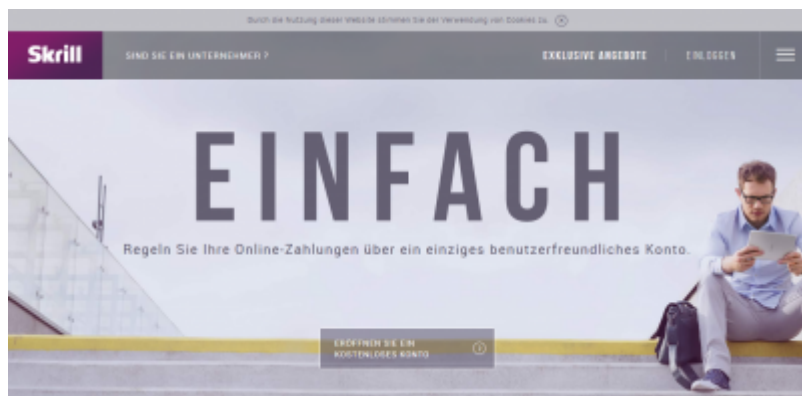 Durch die Nutzung dieser Website stimmen Sie der Verwendung von Cookies zu.
Skrill
SIND SIE EIN UNTERNEHMER ?
EXKLUSIVE ANGEBOTE
EINLOGGEN
EINFACH
Regeln Sie Ihre Online-Zahlungen über ein einziges benutzerfreundliches Konto.
ERÖFFNEN SIE EIN
KOSTENLOSES KONTO